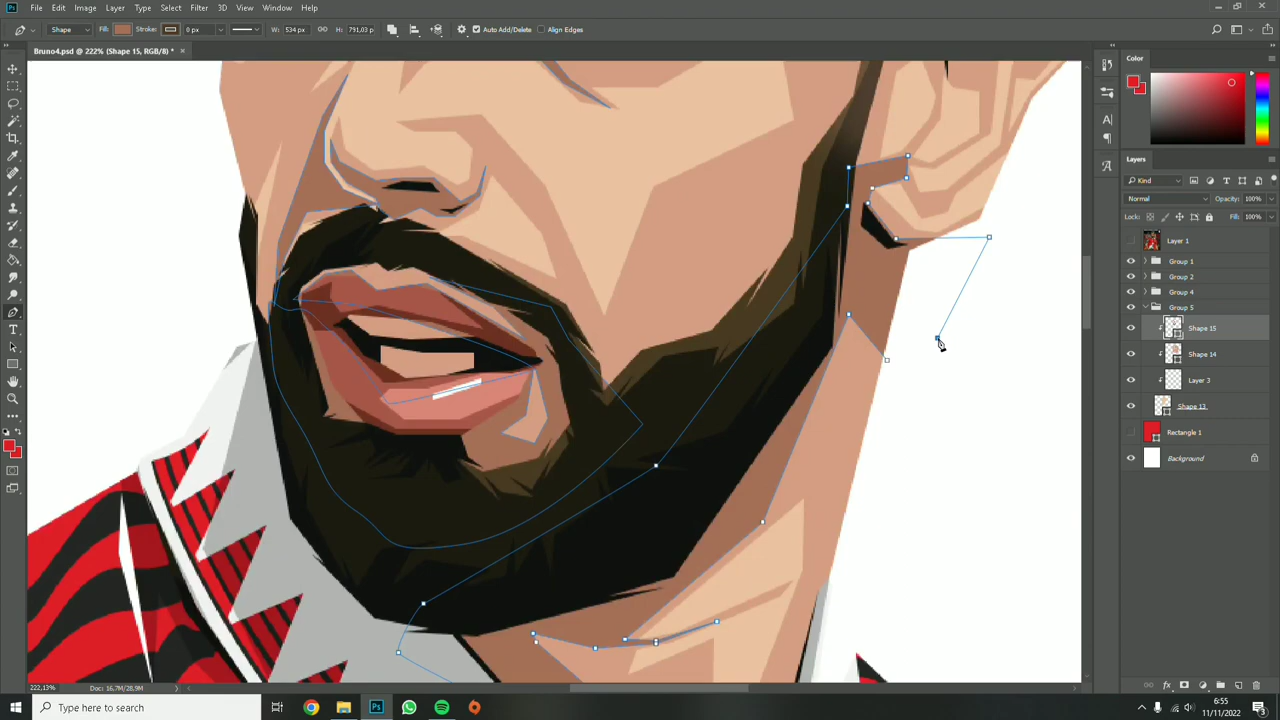 Ps File Edit Image Layer Type Select Filter 3D View Window Help
Shape Fill: Stroke: 0 px W: 534 px H: 791,03 p Auto Add/Delete Align Edges
Bruno4.psd @ 222% (Shape 15, RGB/8) * ×
Color
Layers
Kind
Normal Opacity: 100%
Lock: Fill: 100%
Layer 1
Group 1
Group 2
Group 4
Group 5
Shape 15
Shape 14
Layer 3
Shape 13
Rectangle 1
Background
222,13% Doc: 16,7M/28,9M
Type here to search
Ps
6:55
11/11/2022
3